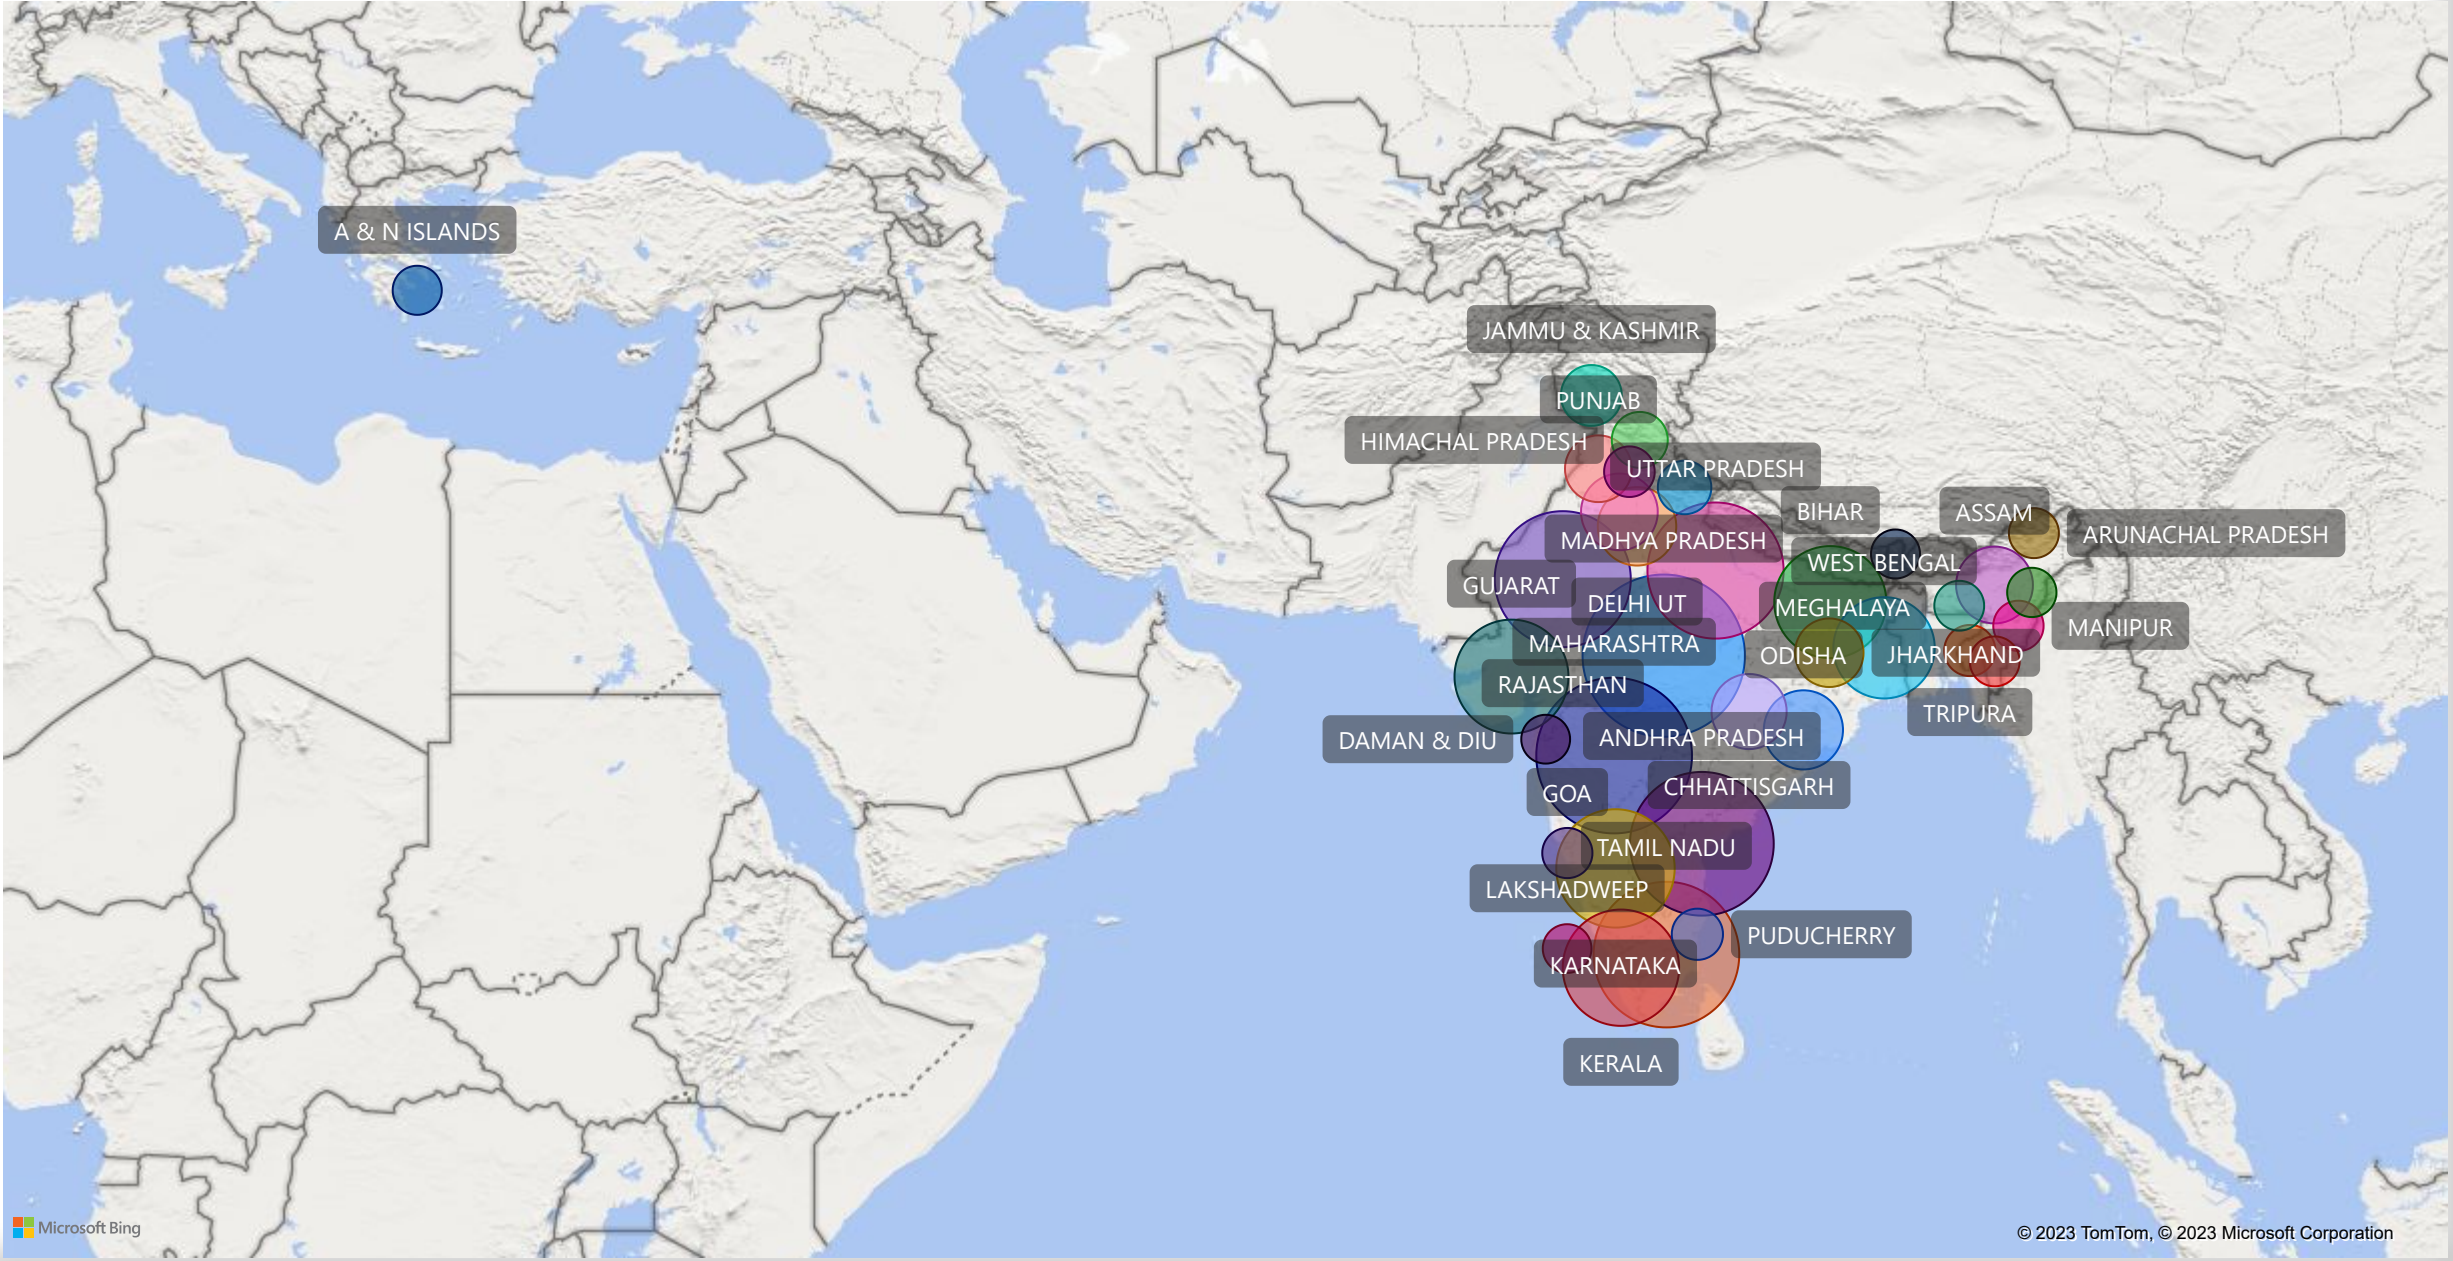 A & N ISLANDS
JAMMU & KASHMIR
PUNJAB
HIMACHAL PRADESH
UTTAR PRADESH
BIHAR
ASSAM
ARUNACHAL PRADESH
MADHYA PRADESH
WEST BENGAL
GUJARAT
DELHI UT
MEGHALAYA
MANIPUR
MAHARASHTRA
ODISHA
JHARKHAND
RAJASTHAN
TRIPURA
DAMAN & DIU
ANDHRA PRADESH
GOA
CHHATTISGARH
TAMIL NADU
LAKSHADWEEP
PUDUCHERRY
KARNATAKA
KERALA
Microsoft Bing
© 2023 TomTom, © 2023 Microsoft Corporation